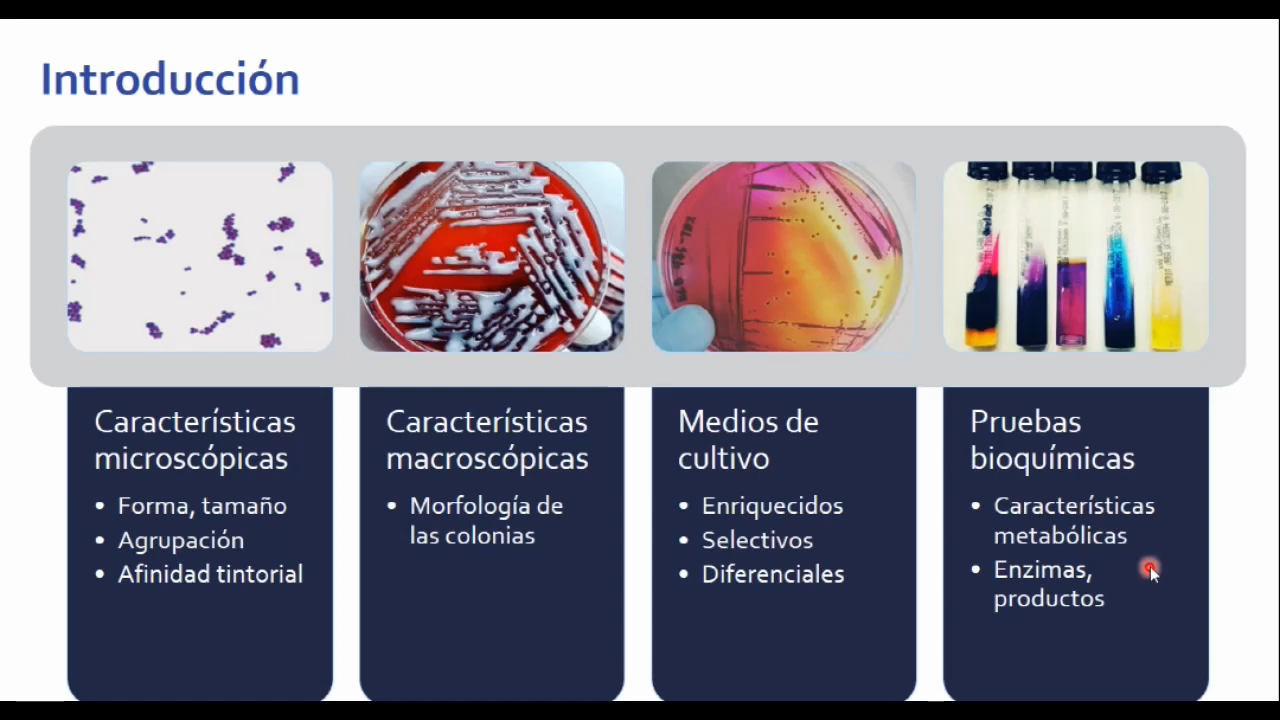 Introducción
Características
microscópicas
• Forma, tamaño
• Agrupación
• Afinidad tintorial
Características
macroscópicas
• Morfología de
las colonias
Medios de
cultivo
• Enriquecidos
• Selectivos
• Diferenciales
Pruebas
bioquímicas
• Características
metabólicas
• Enzimas,
productos